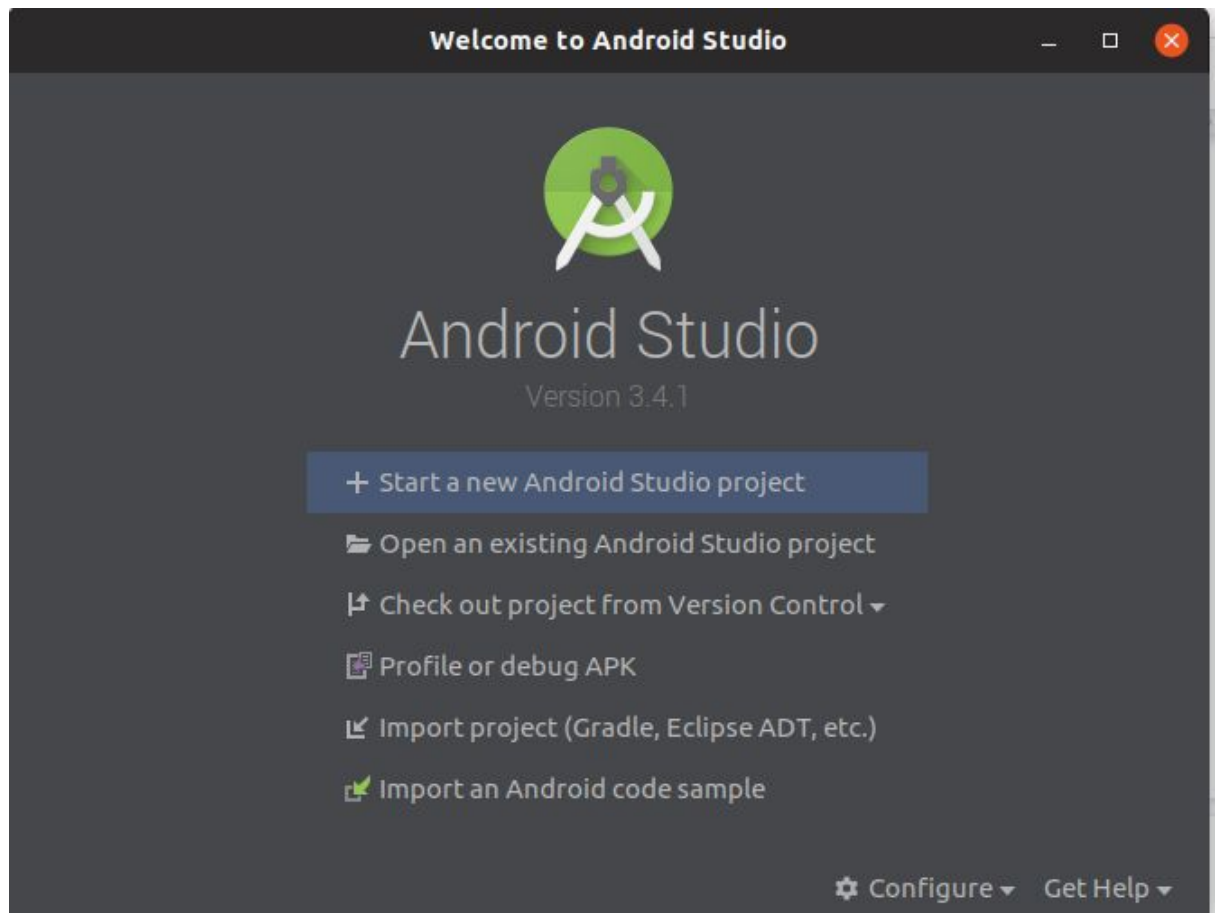 Welcome to Android Studio
Android Studio
Version 3.4.1
Start a new Android Studio project
Open an existing Android Studio project
Check out project from Version Control
Profile or debug APK
Import project (Gradle, Eclipse ADT, etc.)
Import an Android code sample
Configure Get Help